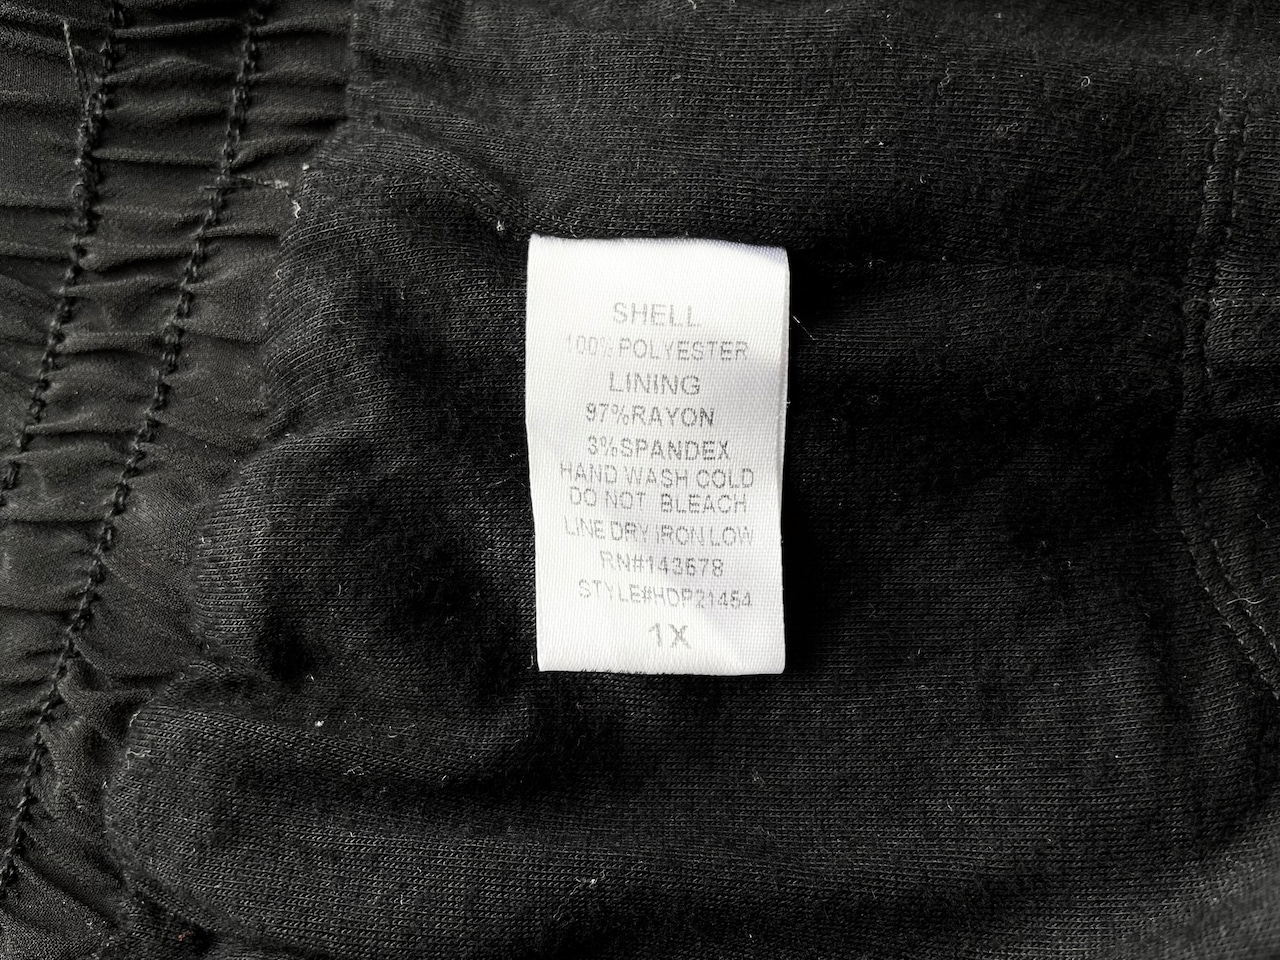 SHELL
100% POLYESTER
LINING
97%RAYON
3%SPANDEX
HAND WASH COLD
DO NOT BLEACH
LINE DRY IRON LOW
RN#143678
STYLE#HDP21454
1X